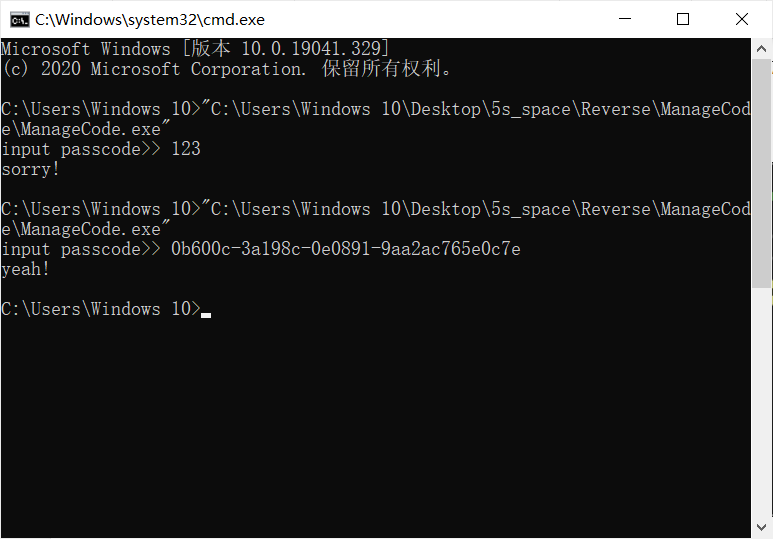 C:\Windows\system32\cmd.exe
Microsoft Windows [版本 10.0.19041.329]
(c) 2020 Microsoft Corporation. 保留所有权利。
C:\Users\Windows 10>"C:\Users\Windows 10\Desktop\5s_space\Reverse\ManageCod
e\ManageCode.exe"
input passcode>> 123
sorry!
C:\Users\Windows 10>"C:\Users\Windows 10\Desktop\5s_space\Reverse\ManageCod
e\ManageCode.exe"
input passcode>> 0b600c-3a198c-0e0891-9aa2ac765e0c7e
yeah!
C:\Users\Windows 10>